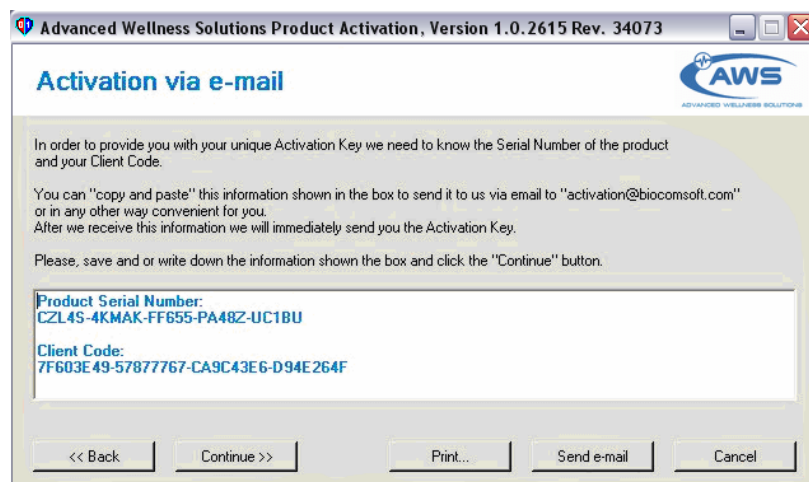 Advanced Wellness Solutions Product Activation, Version 1.0.2615 Rev. 34073
Activation via e-mail
AWS
ADVANCED WELLNESS SOLUTIONS
In order to provide you with your unique Activation Key we need to know the Serial Number of the product
and your Client Code.
You can "copy and paste" this information shown in the box to send it to us via email to "activation@biocomsoft.com"
or in any other way convenient for you.
After we receive this information we will immediately send you the Activation Key.
Please, save and or write down the information shown the box and click the "Continue" button.
Product Serial Number:
CZL4S-4KMAK-FF655-PA48Z-UC1BU
Client Code:
7F603E49-57877767-CA9C43E6-D94E264F
<< Back
Continue >>
Print...
Send e-mail
Cancel